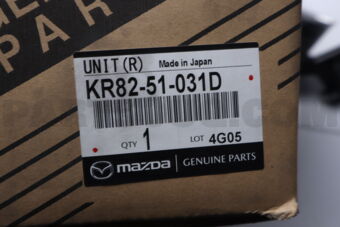 PAR
UNIT(R) Made in Japan
KR82-51-031D
QTY 1 LOT 4G05
mazda GENUINE PARTS